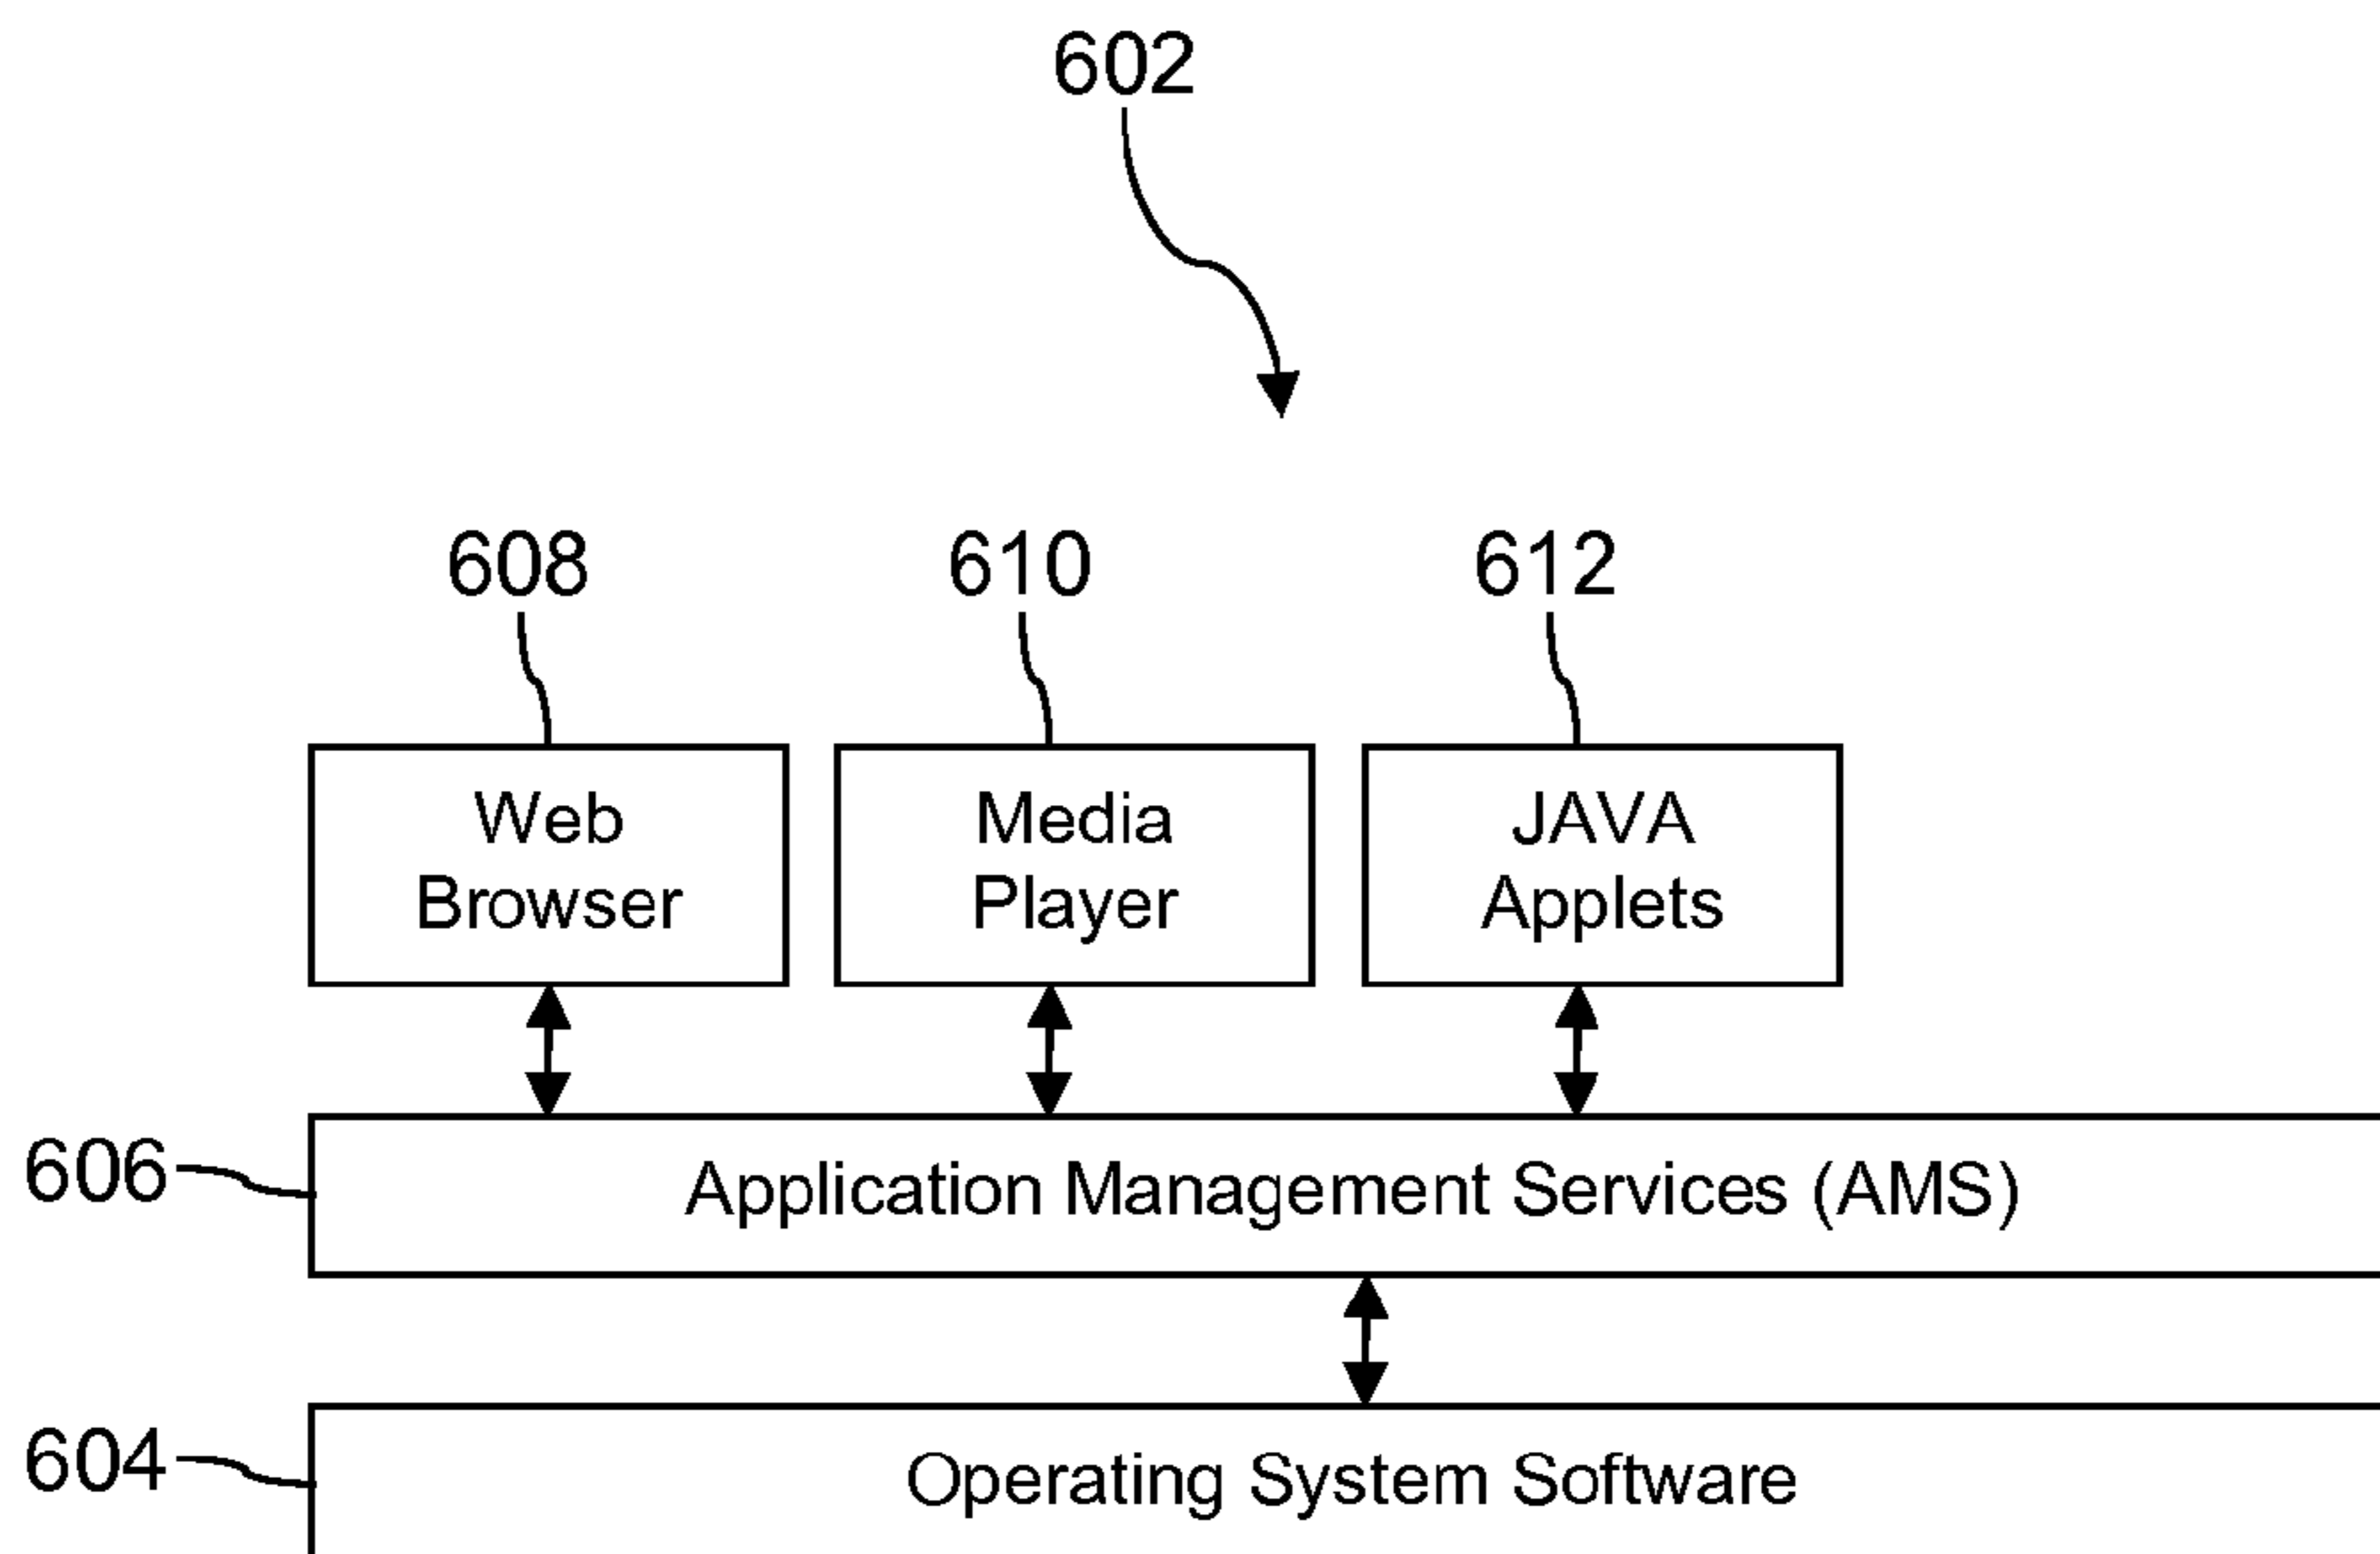 602
608 610 612
Web
Browser
Media
Player
JAVA
Applets
606
Application Management Services (AMS)
604
Operating System Software